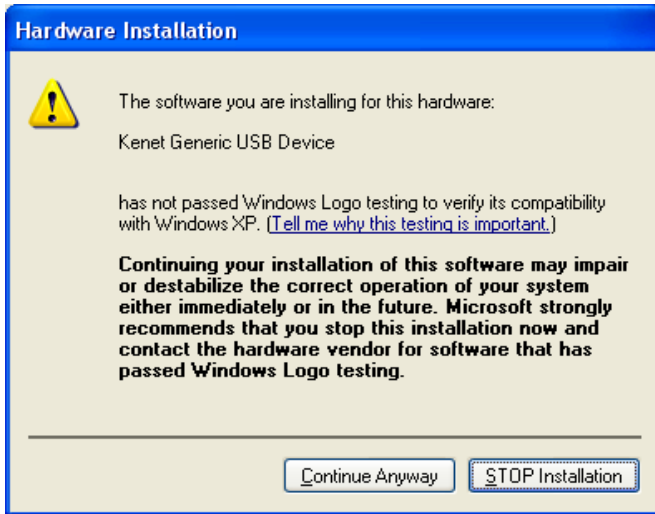 Hardware Installation
The software you are installing for this hardware:
Kenet Generic USB Device
has not passed Windows Logo testing to verify its compatibility
with Windows XP. (Tell me why this testing is important.)
Continuing your installation of this software may impair
or destabilize the correct operation of your system
either immediately or in the future. Microsoft strongly
recommends that you stop this installation now and
contact the hardware vendor for software that has
passed Windows Logo testing.
Continue Anyway
STOP Installation